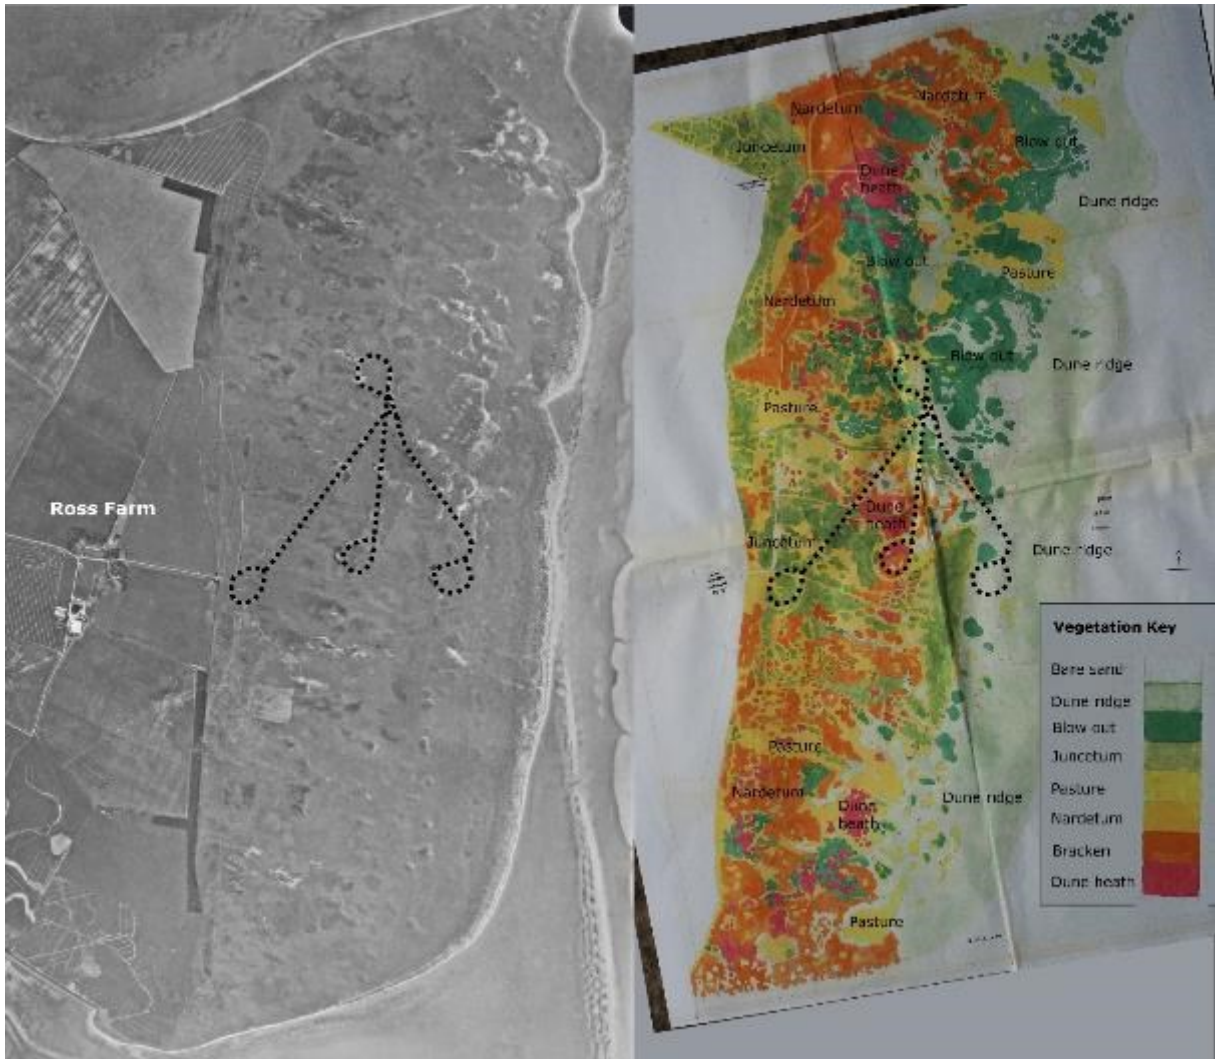 Ross Farm
Nardetum
Nardetum
Juncetum
Blow out
Dune
heath
Dune ridge
Blow out
Pasture
Nardetum
Blow out
Dune ridge
Pasture
Dune
heath
Juncetum
Dune ridge
Vegetation Key
Bare sand
Dune ridge
Blow out
Juncetum
Pasture
Nardetum
Bracken
Dune heath
Pasture
Nardetum
Dune
heath
Dune ridge
Pasture